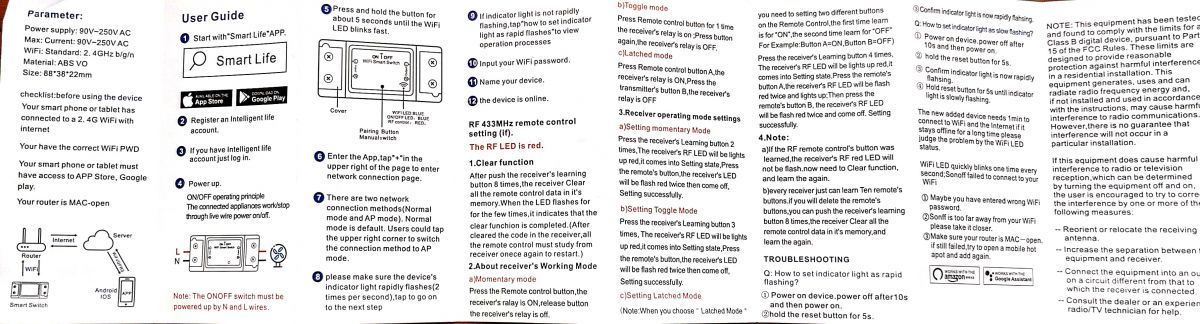 Parameter:
Power supply: 90V~250V AC
Max: Current: 90V~250V AC
WiFi: Standard: 2. 4GHz b/g/n
Material: ABS VO
Size: 88*38*22mm
checklist:before using the device
Your smart phone or tablet has
connected to a 2. 4G WiFi with
internet
Your have the correct WiFi PWD
Your smart phone or tablet must
have access to APP Store, Google
play.
Your router is MAC-open
Internet
Server
Router
WiFi
Smart Switch
Android
IOS
APP
User Guide
1 Start with"Smart Life"APP.
Smart Life
AVAILABLE ON THE
App Store
DOWNLOAD ON
Google Play
2 Register an Intelligent life
account.
3 If you have Intelligent life
account just log in.
4 Power up.
ON/OFF operating principle
The connected appliances work/stop
through live wire power on/off.
L
N
Note: The ONOFF switch must be
powered up by N and L wires.
5 Press and hold the button for
about 5 seconds until the WiFi
LED blinks fast.
WiFi Smart Switch
Cover
WiFi LED BLUE
ON/OFF LED: BLUE
RF control: RED.
Pairing Button
Manualswitch
6 Enter the App,tap"+"in the
upper right of the page to enter
network connection page.
7 There are two network
connection methods(Normal
mode and AP mode). Normal
mode is default. Users could tap
the upper right corner to switch
the connection method to AP
mode.
8 please make sure the device's
indicator light rapidly flashes(2
times per second),tap to go on
to the next step
9 If indicator light is not rapidly
flashing,tap"how to set indicator
light as rapid flashes"to view
operation processes
10 Input your WiFi password.
11 Name your device.
12 the device is online.
RF 433MHz remote control
setting (if).
The RF LED is red.
1.Clear function
After push the receiver's learning
button 8 times,the receiver Clear
all the remote control data in it's
memory.When the LED flashes for
for the few times,it indicates that the
clear function is completed.(After
cleared the code in the receiver,all
the remote control must study from
receiver onece again to restart.)
2.About receiver's Working Mode
a)Momentary mode
Press the Remote control button,the
receiver's ralay is ON,release button
the receiver's relay is off.
b)Toggle mode
Press Remote control button for 1 time
the receiver's relay is on ;Press button
again,the receiver's relay is OFF.
c)Latched mode
Press Remote control button A,the
receiver's relay is ON,Press the
transmitter's button B,the receiver's
relay is OFF
3.Receiver operating mode settings
a)Setting momentary Mode
Press the Receiver's Learning button 2
times,The receiver's RF LED will be lights
up red,it comes into Setting state,Press
the remote's button,the receiver's RF LED
will be flash red twice then come off,
Setting successfully.
b)Setting Toggle Mode
Press the Receiver's Learning button 3
times, The receiver's RF LED will be lights
up red,it comes into Setting state,Press
the remote's button,the receiver's RF LED
will be flash red twice then come off,
Setting successfully.
c)Setting Latched Mode
(Note:When you choose " Latched Mode "
you need to setting two different buttons
on the Remote Control,the first time learn
is for "ON",the second time learn for "OFF"
For Example:Button A=ON,Button B=OFF)
Press the Receiver's Learning button 4 times.
The receiver's RF LED will be lights up red,it
comes into Setting state,Press the remote's
button A,the receiver's RF LED will be flash
red twice and lights up;Then press the
remote's button B, the receiver's RF LED
will be flash red twice and come off. Setting
successfully.
4.Note:
a)If the RF remote control's button was
learned,the receiver's RF red LED will
not be flash.now need to Clear function,
and learn the again.
b)every receiver just can learn Ten remote's
buttons.if you will delete the remote's
buttons,you can push the receiver's learning
button 8 times,the receiver Clear all the
remote control data in it's memory,and
learn the again.
TROUBLESHOOTING
Q: How to set indicator light as rapid
flashing?
① Power on device.power off after10s
and then power on.
②hold the reset button for 5s.
③Confirm indicator light is now rapidly flashing.
Q: How to set indicator light as slow flashing?
① Power on device power off after
10s and then power on.
② hold the reset button for 5s.
③ Confirm indicator light is now rapidly
flashing.
④ Hold reset button for 5s until indicator
light is slowly flashing.
The new added device needs 1min to
connect to WiFi and the Internet if it
stays offline for a long time please
judge the problem by the WiFi LED
status.
WiFi LED quickly blinks one time every
second;Sonoff failed to connect to your
WiFi
① Maybe you have entered wrong WiFi
password.
②Sonff is too far away from your WiFi
please take it closer.
③Make sure your router is MAC-open.
if still failed,try to open a mobile hot
apot and add again.
WORKS WITH THE
amazon alexa
WORKS WITH THE
Google Assistant
NOTE: This equipment has been tested
and found to comply with the limits for a
Class B digital device, pursuant to Part
15 of the FCC Rules. These limits are
designed to provide reasonable
protection against harmful interference
in a residential installation. This
equipment generates, uses and can
radiate radio frequency energy and,
if not installed and used in accordance
with the instructions, may cause harmful
interference to radio communications.
However,there is no guarantee that
interference will not occur in a
particular installation.
If this equipment does cause harmful
interference to radio or television
reception,which can be determined
by turning the equipment off and on,
the user is encouraged to try to correct
the interference by one or more of the
following measures:
-- Reorient or relocate the receiving
antenna.
-- Increase the separation between
equipment and receiver.
-- Connect the equipment into an
on a circuit different from that to
which the receiver is connected.
-- Consult the dealer or an
radio/TV technician for help.